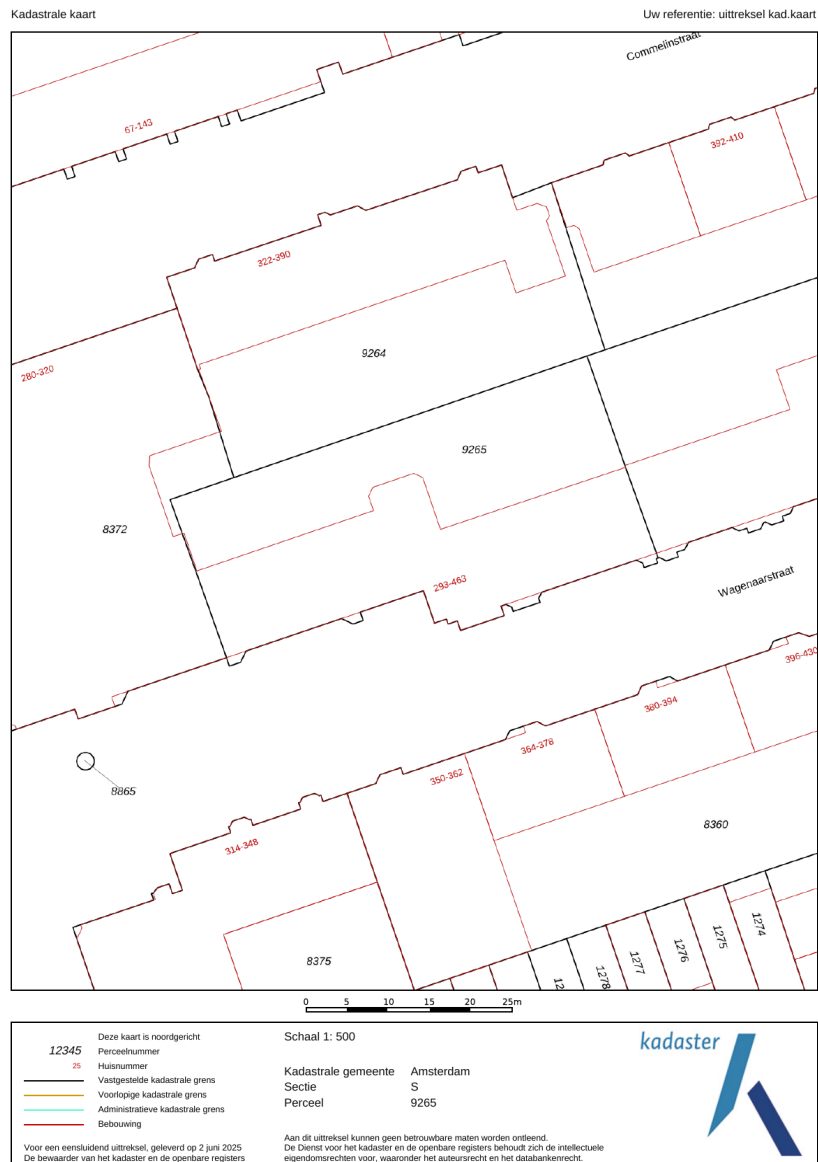 Kadastrale kaart
Uw referentie: uittreksel kad.kaart
Commelinstraat
67-143
392-410
322-390
9264
280-320
9265
8372
293-463
Wagenaarstraat
396-430
380-394
364-378
350-362
8865
8360
314-348
8375
1274
1275
1276
1277
1278
12
0 5 10 15 20 25m
Deze kaart is noordgericht
12345 Perceelnummer
25 Huisnummer
Vastgestelde kadastrale grens
Voorlopige kadastrale grens
Administratieve kadastrale grens
Bebouwing
Voor een eensluidend uittreksel, geleverd op 2 juni 2025
De bewaarder van het kadaster en de openbare registers
Schaal 1: 500
Kadastrale gemeente Amsterdam
Sectie S
Perceel 9265
Aan dit uittreksel kunnen geen betrouwbare maten worden ontleend.
De Dienst voor het kadaster en de openbare registers behoudt zich de intellectuele
eigendomsrechten voor, waaronder het auteursrecht en het databankenrecht.
kadaster